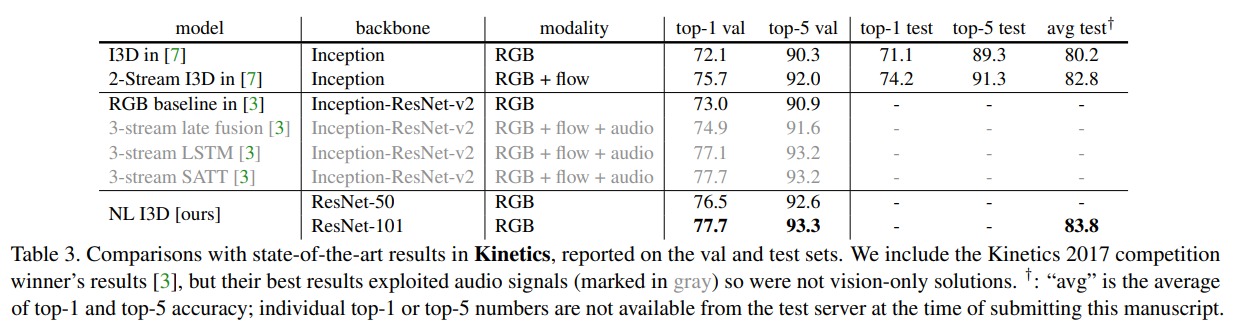 model backbone modality top-1 val top-5 val top-1 test top-5 test avg test†
I3D in [7] Inception RGB 72.1 90.3 71.1 89.3 80.2
2-Stream I3D in [7] Inception RGB + flow 75.7 92.0 74.2 91.3 82.8
RGB baseline in [3] Inception-ResNet-v2 RGB 73.0 90.9 - - -
3-stream late fusion [3] Inception-ResNet-v2 RGB + flow + audio 74.9 91.6 - - -
3-stream LSTM [3] Inception-ResNet-v2 RGB + flow + audio 77.1 93.2 - - -
3-stream SATT [3] Inception-ResNet-v2 RGB + flow + audio 77.7 93.2 - - -
NL I3D [ours] ResNet-50 RGB 76.5 92.6 - - -
ResNet-101 RGB 77.7 93.3 - - 83.8
Table 3. Comparisons with state-of-the-art results in Kinetics, reported on the val and test sets. We include the Kinetics 2017 competition
winner's results [3], but their best results exploited audio signals (marked in gray) so were not vision-only solutions. †: “avg” is the average
of top-1 and top-5 accuracy; individual top-1 or top-5 numbers are not available from the test server at the time of submitting this manuscript.